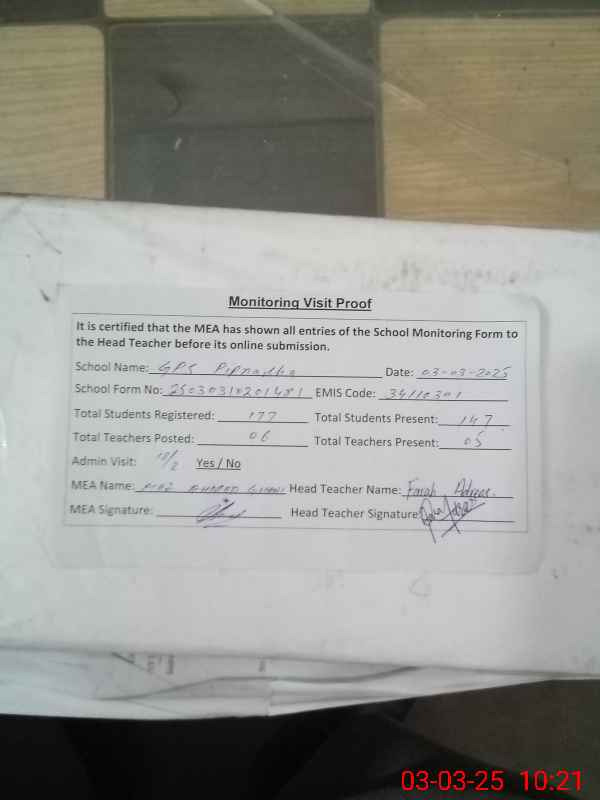 Monitoring Visit Proof
It is certified that the MEA has shown all entries of the School Monitoring Form to
the Head Teacher before its online submission.
School Name: GPS Date: 03-03-2025
School Form No: EMIS Code: 34110301
Total Students Registered: 177 Total Students Present: 147
Total Teachers Posted: 06 Total Teachers Present: 05
Admin Visit: Yes / No
MEA Name: Head Teacher Name: Farah
MEA Signature: Head Teacher Signature:
03-03-25 10:21